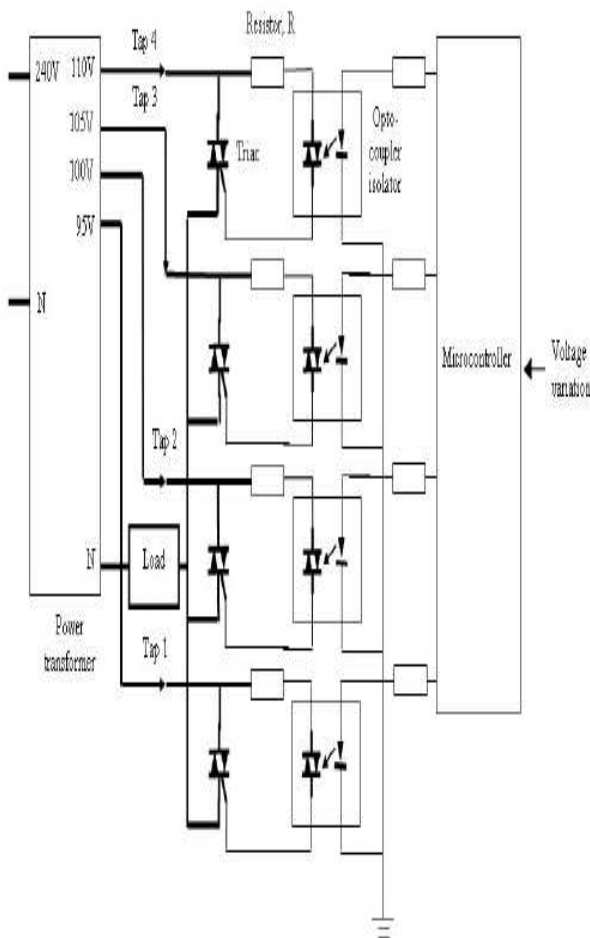 Resistor, R
Tap 4
240V
110V
Tap 3
105V
Triac
Opto-
coupler
isolator
100V
95V
N
Microcontroller
Voltage
variation
Tap 2
N
Load
Power
transformer
Tap 1